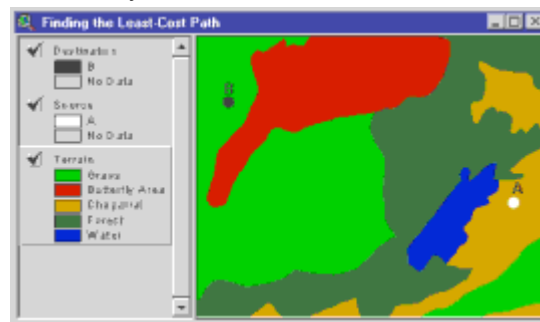 Finding the Least-Cost Path
Destination
B
No Data
Source
A
No Data
Terrain
Grass
Butterfly Area
Chaparral
Forest
Water
B
A